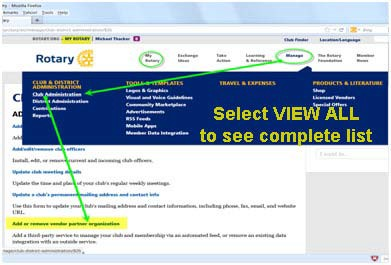 ry - Mozilla Firefox
Bookmarks Yahoo! Tools Help
ROTARY.ORG MY ROTARY Michael Thacker Club Finder Location/Language
Rotary
My Rotary
Exchange Ideas
Take Action
Learning & Reference
Manage
The Rotary Foundation
Member News
CLUB & DISTRICT ADMINISTRATION
Club Administration
District Administration
Contributions
Reports
TOOLS & TEMPLATES
Logos & Graphics
Visual and Voice Guidelines
Community Marketplace
Advertisements
RSS Feeds
Mobile Apps
Member Data Integration
TRAVEL & EXPENSES
PRODUCTS & LITERATURE
Shop
Licensed Vendors
Special Offers
Select VIEW ALL
to see complete list
Add/edit/remove club officers
Install, edit, or remove current and incoming club officers.
Update club meeting details
Update the time and place of your club's regular weekly meetings.
Update a club's permanent mailing address and contact info
Use this form to update your club's mailing address and contact information, including phone, fax, email, and website
URL.
Add or remove vendor partner organization
Add a third-party service to manage your club and membership via an automated feed, or remove an existing data
integration with an outside service.